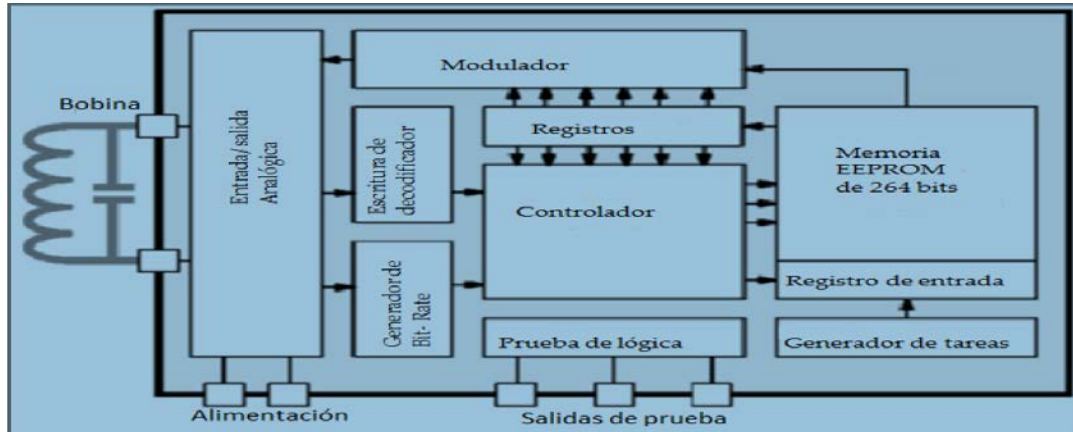 Modulador
Bobina
Entrada/salida
Analógica
Escritura de
decodificador
Registros
Memoria
EEPROM
de 264 bits
Controlador
Generador de
Bit- Rate
Registro de entrada
Prueba de lógica
Generador de tareas
Alimentación
Salidas de prueba